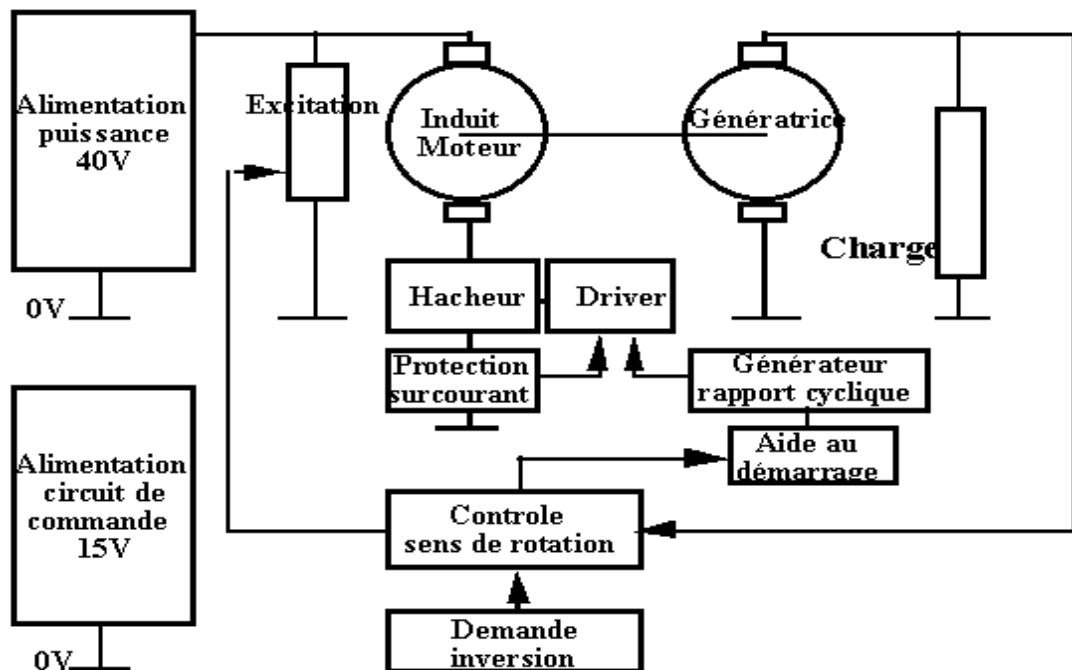 Alimentation
puissance
40V
0V
Excitation
Induit
Moteur
Génératrice
Charge
Hacheur
Driver
Protection
surcourant
Générateur
rapport cyclique
Aide au
démarrage
Alimentation
circuit de
commande
15V
0V
Controle
sens de rotation
Demande
inversion